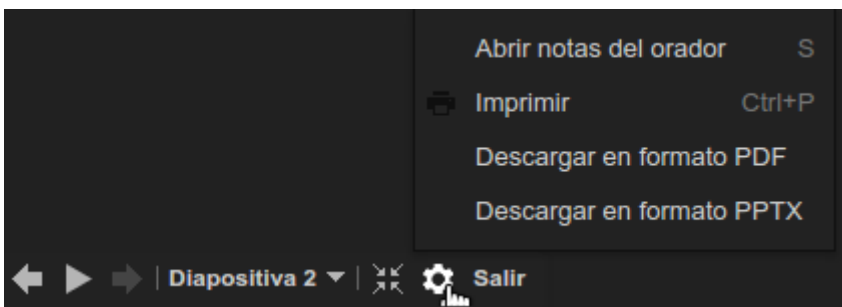 Abrir notas del orador S
Imprimir Ctrl+P
Descargar en formato PDF
Descargar en formato PPTX
Diapositiva 2 Salir